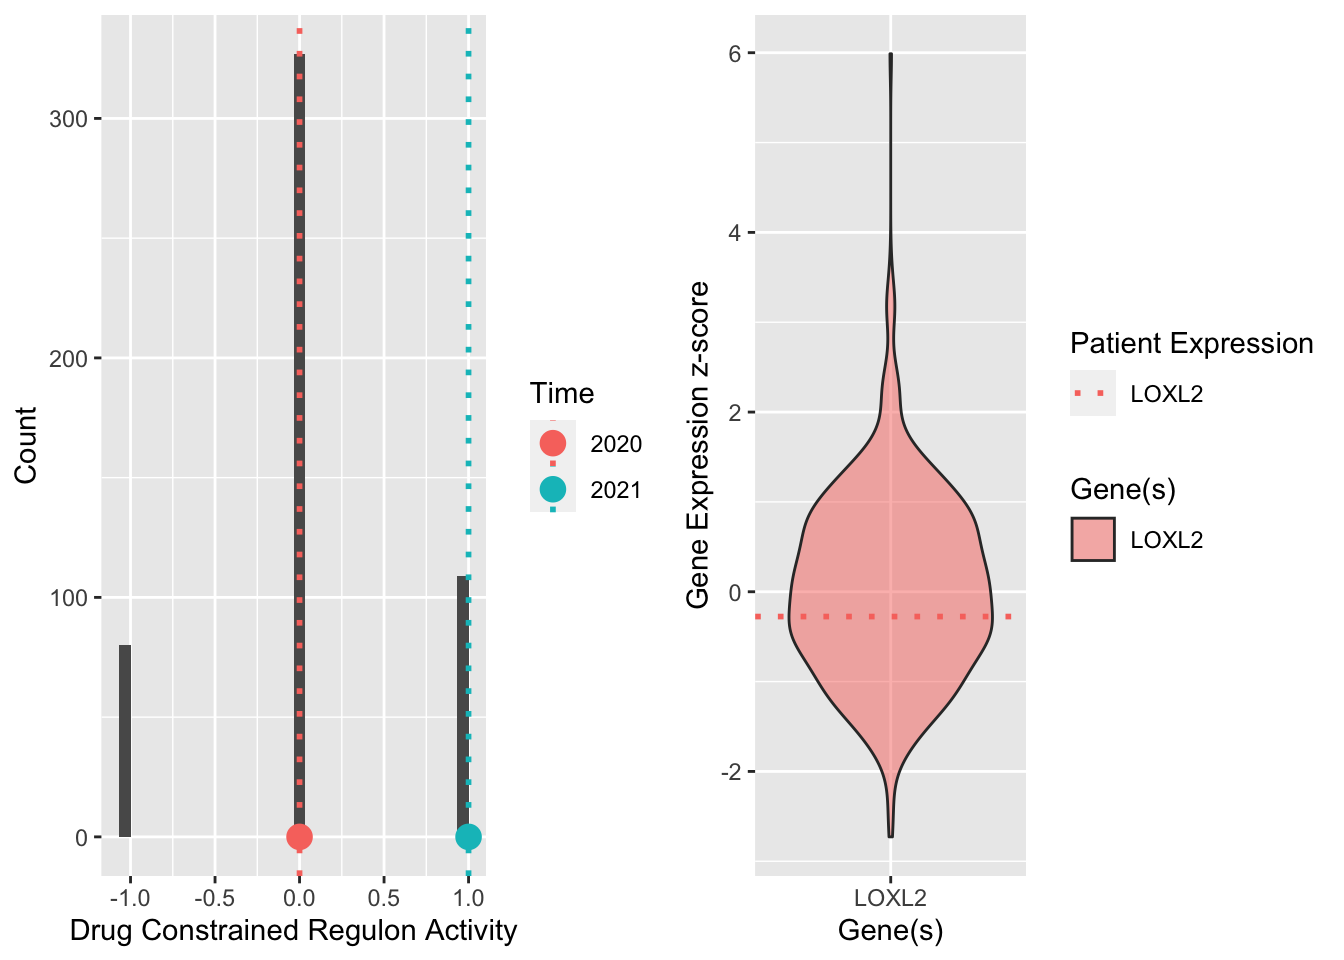 300
200
100
0
Count
-1.0 -0.5 0.0 0.5 1.0
Drug Constrained Regulon Activity
Time
2020
2021
6
4
2
0
-2
Gene Expression z-score
LOXL2
Gene(s)
Patient Expression
LOXL2
Gene(s)
LOXL2